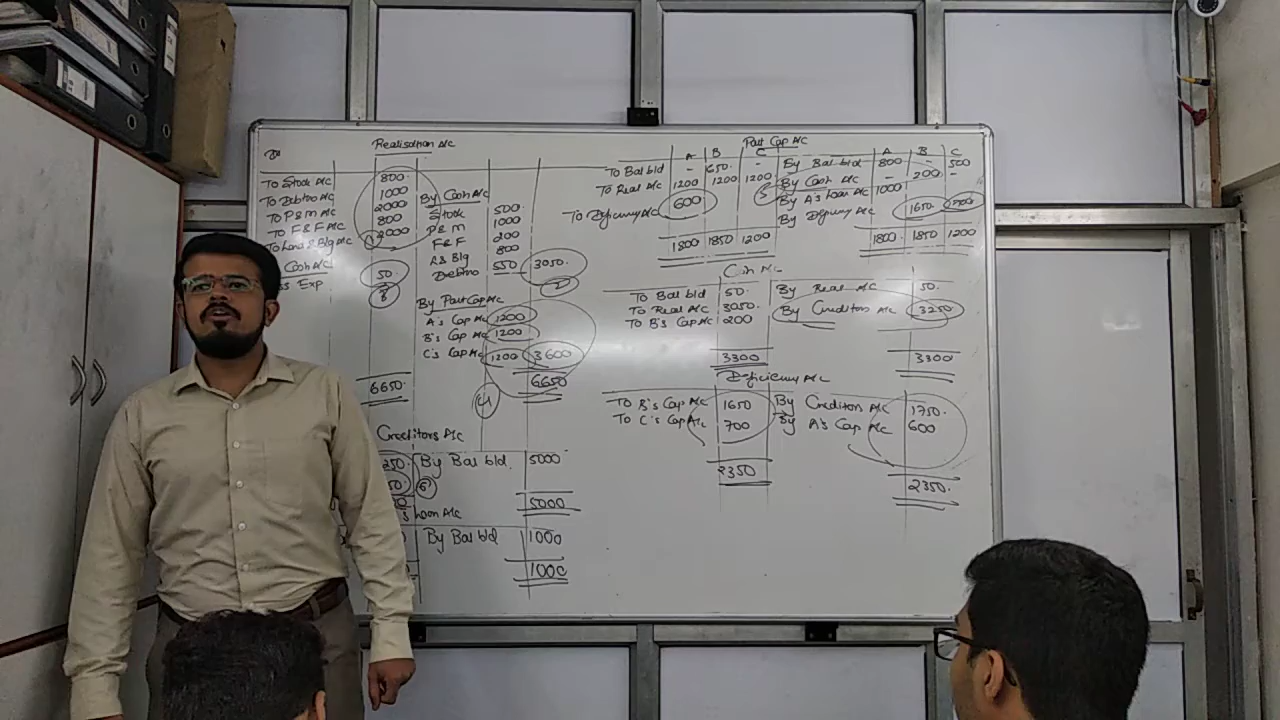 Realisation A/c
To Stock A/c 800
To Debtors A/c 1000
To P&M A/c 2000
To F&F A/c 800
To Land & Blg A/c 2000
Cash A/c
Exp 50
6650
By Cash A/c
Stock 500
P&M 1000
F&F 200
Blg 800
Debtors 550 3050
By Part Cap A/c
A's Cap A/c 1200
B's Cap A/c 1200
C's Cap A/c 1200 3600
6650
Creditors A/c
250 By Bal b/d 5000
5000
Loan A/c
By Bal b/d 1000
1000
Part Cap A/c
A B C
To Bal b/d - 650 -
To Real A/c 1200 1200 1200
To Deficiency A/c 600
1800 1850 1200
A B C
By Bal b/d 800 - 500
By Cash A/c - 200 -
By A's Loan A/c 1000
By Deficiency A/c 1650 700
1800 1850 1200
To Bal b/d 50
To Real A/c 3050
To B's Cap A/c 200
3300
By Real A/c 50
By Creditors A/c 3250
3300
Deficiency A/c
To B's Cap A/c 1650
To C's Cap A/c 700
2350
By Creditors A/c 1750
By A's Cap A/c 600
2350